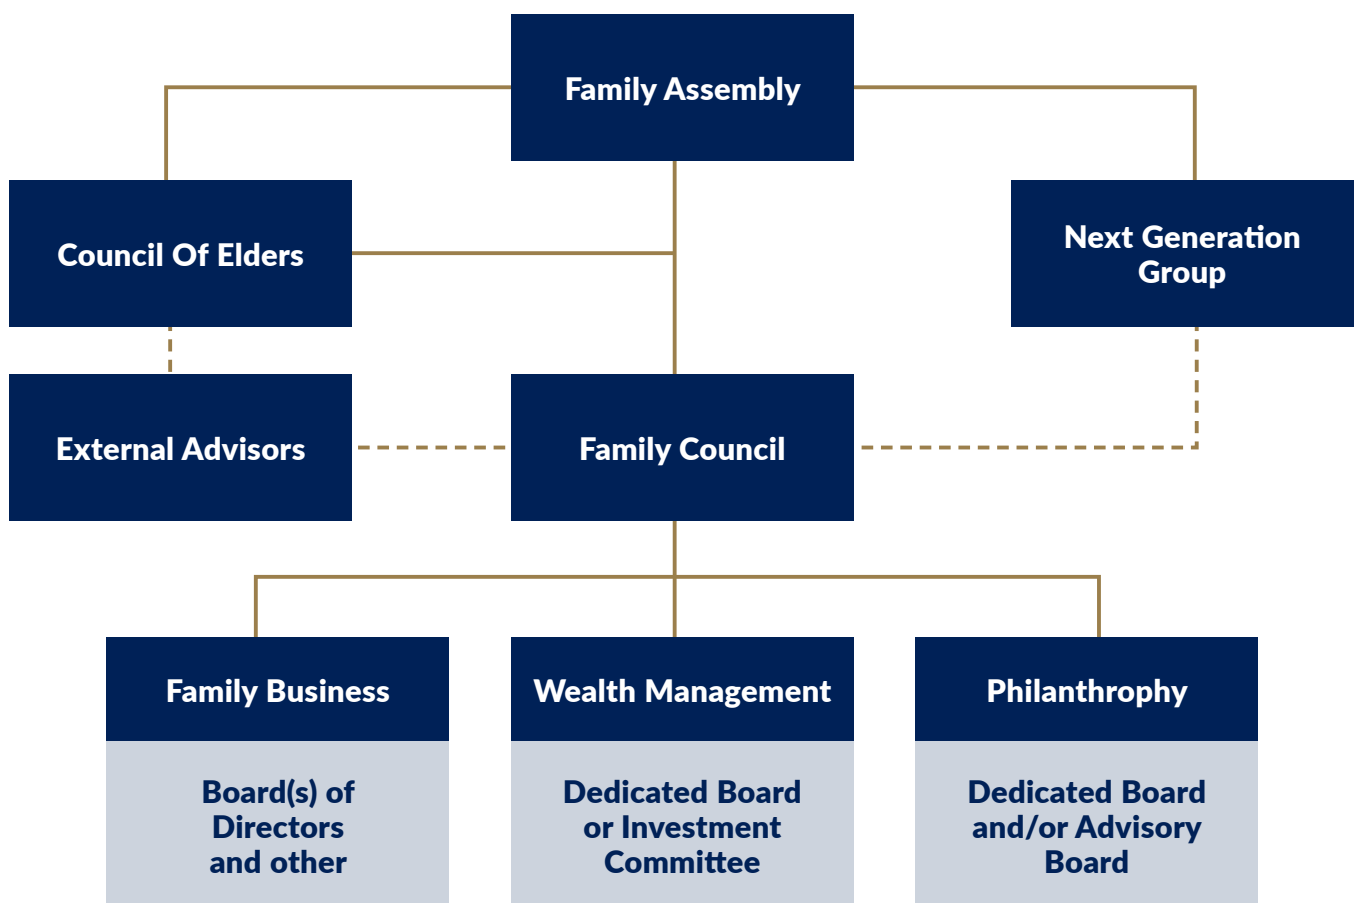 Family Assembly
Council Of Elders
Next Generation
Group
External Advisors
Family Council
Family Business
Wealth Management
Philanthrophy
Board(s) of
Directors
and other
Dedicated Board
or Investment
Committee
Dedicated Board
and/or Advisory
Board